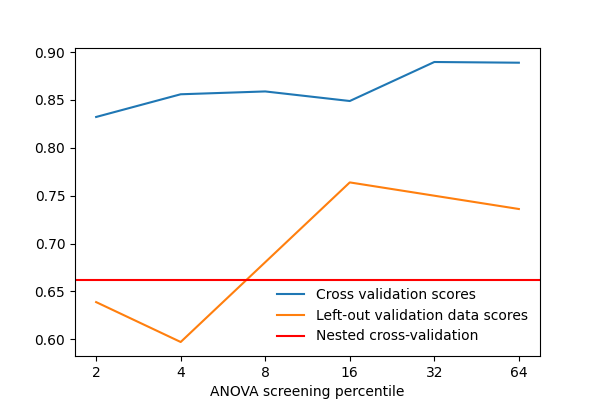 0.90
0.85
0.80
0.75
0.70
0.65
0.60
Cross validation scores
Left-out validation data scores
Nested cross-validation
2 4 8 16 32 64
ANOVA screening percentile